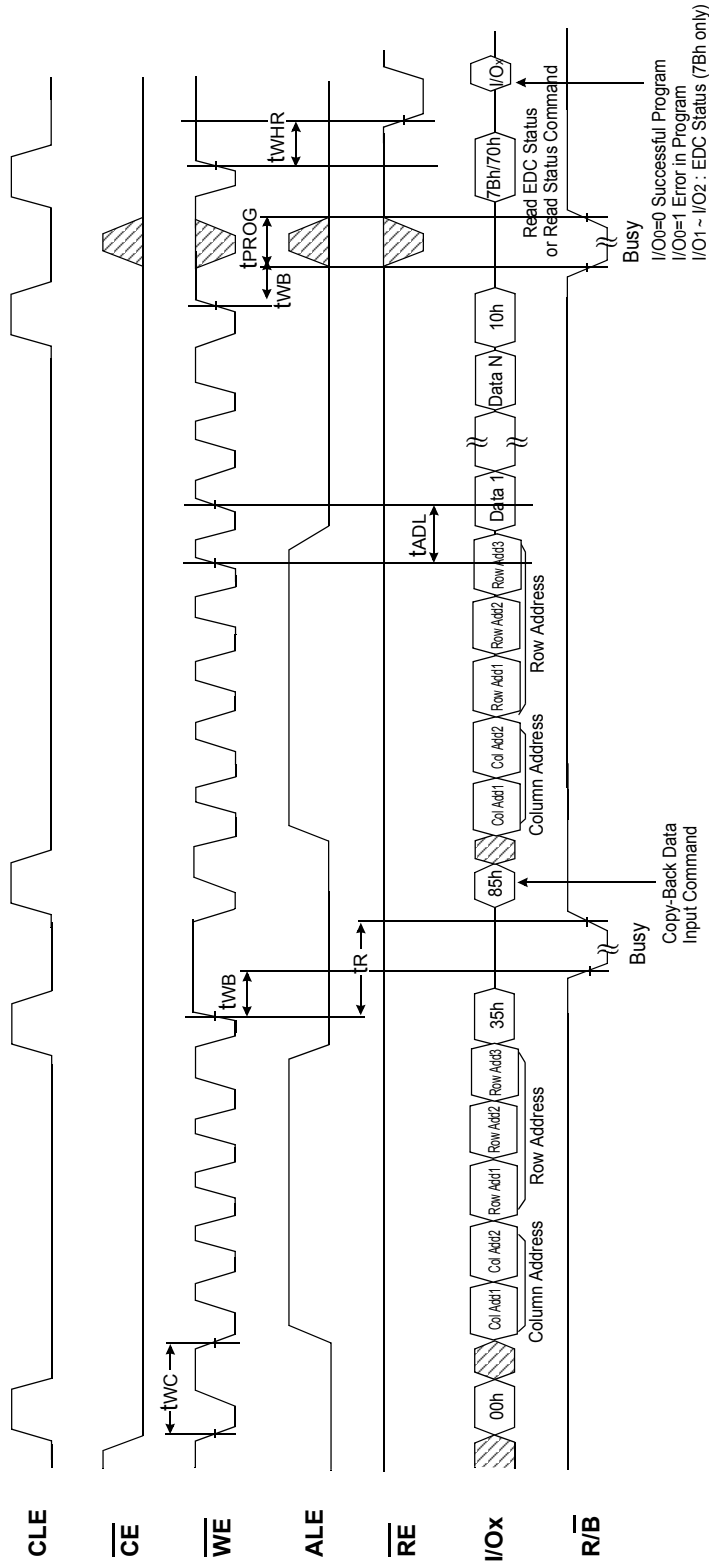 CLE
CE
WE
ALE
RE
I/Ox
R/B
tWC
tWB
tR
tADL
tWB
tPROG
tWHR
00h
Col Add1
Col Add2
Row Add1
Row Add2
Row Add3
35h
85h
Col Add1
Col Add2
Row Add1
Row Add2
Row Add3
Data 1
Data N
10h
7Bh/70h
I/Ox
Column Address
Row Address
Column Address
Row Address
Read EDC Status
or Read Status Command
Busy
Busy
Copy-Back Data
Input Command
I/O0=0 Successful Program
I/O0=1 Error in Program
I/O1 ~ I/O2 : EDC Status (7Bh only)